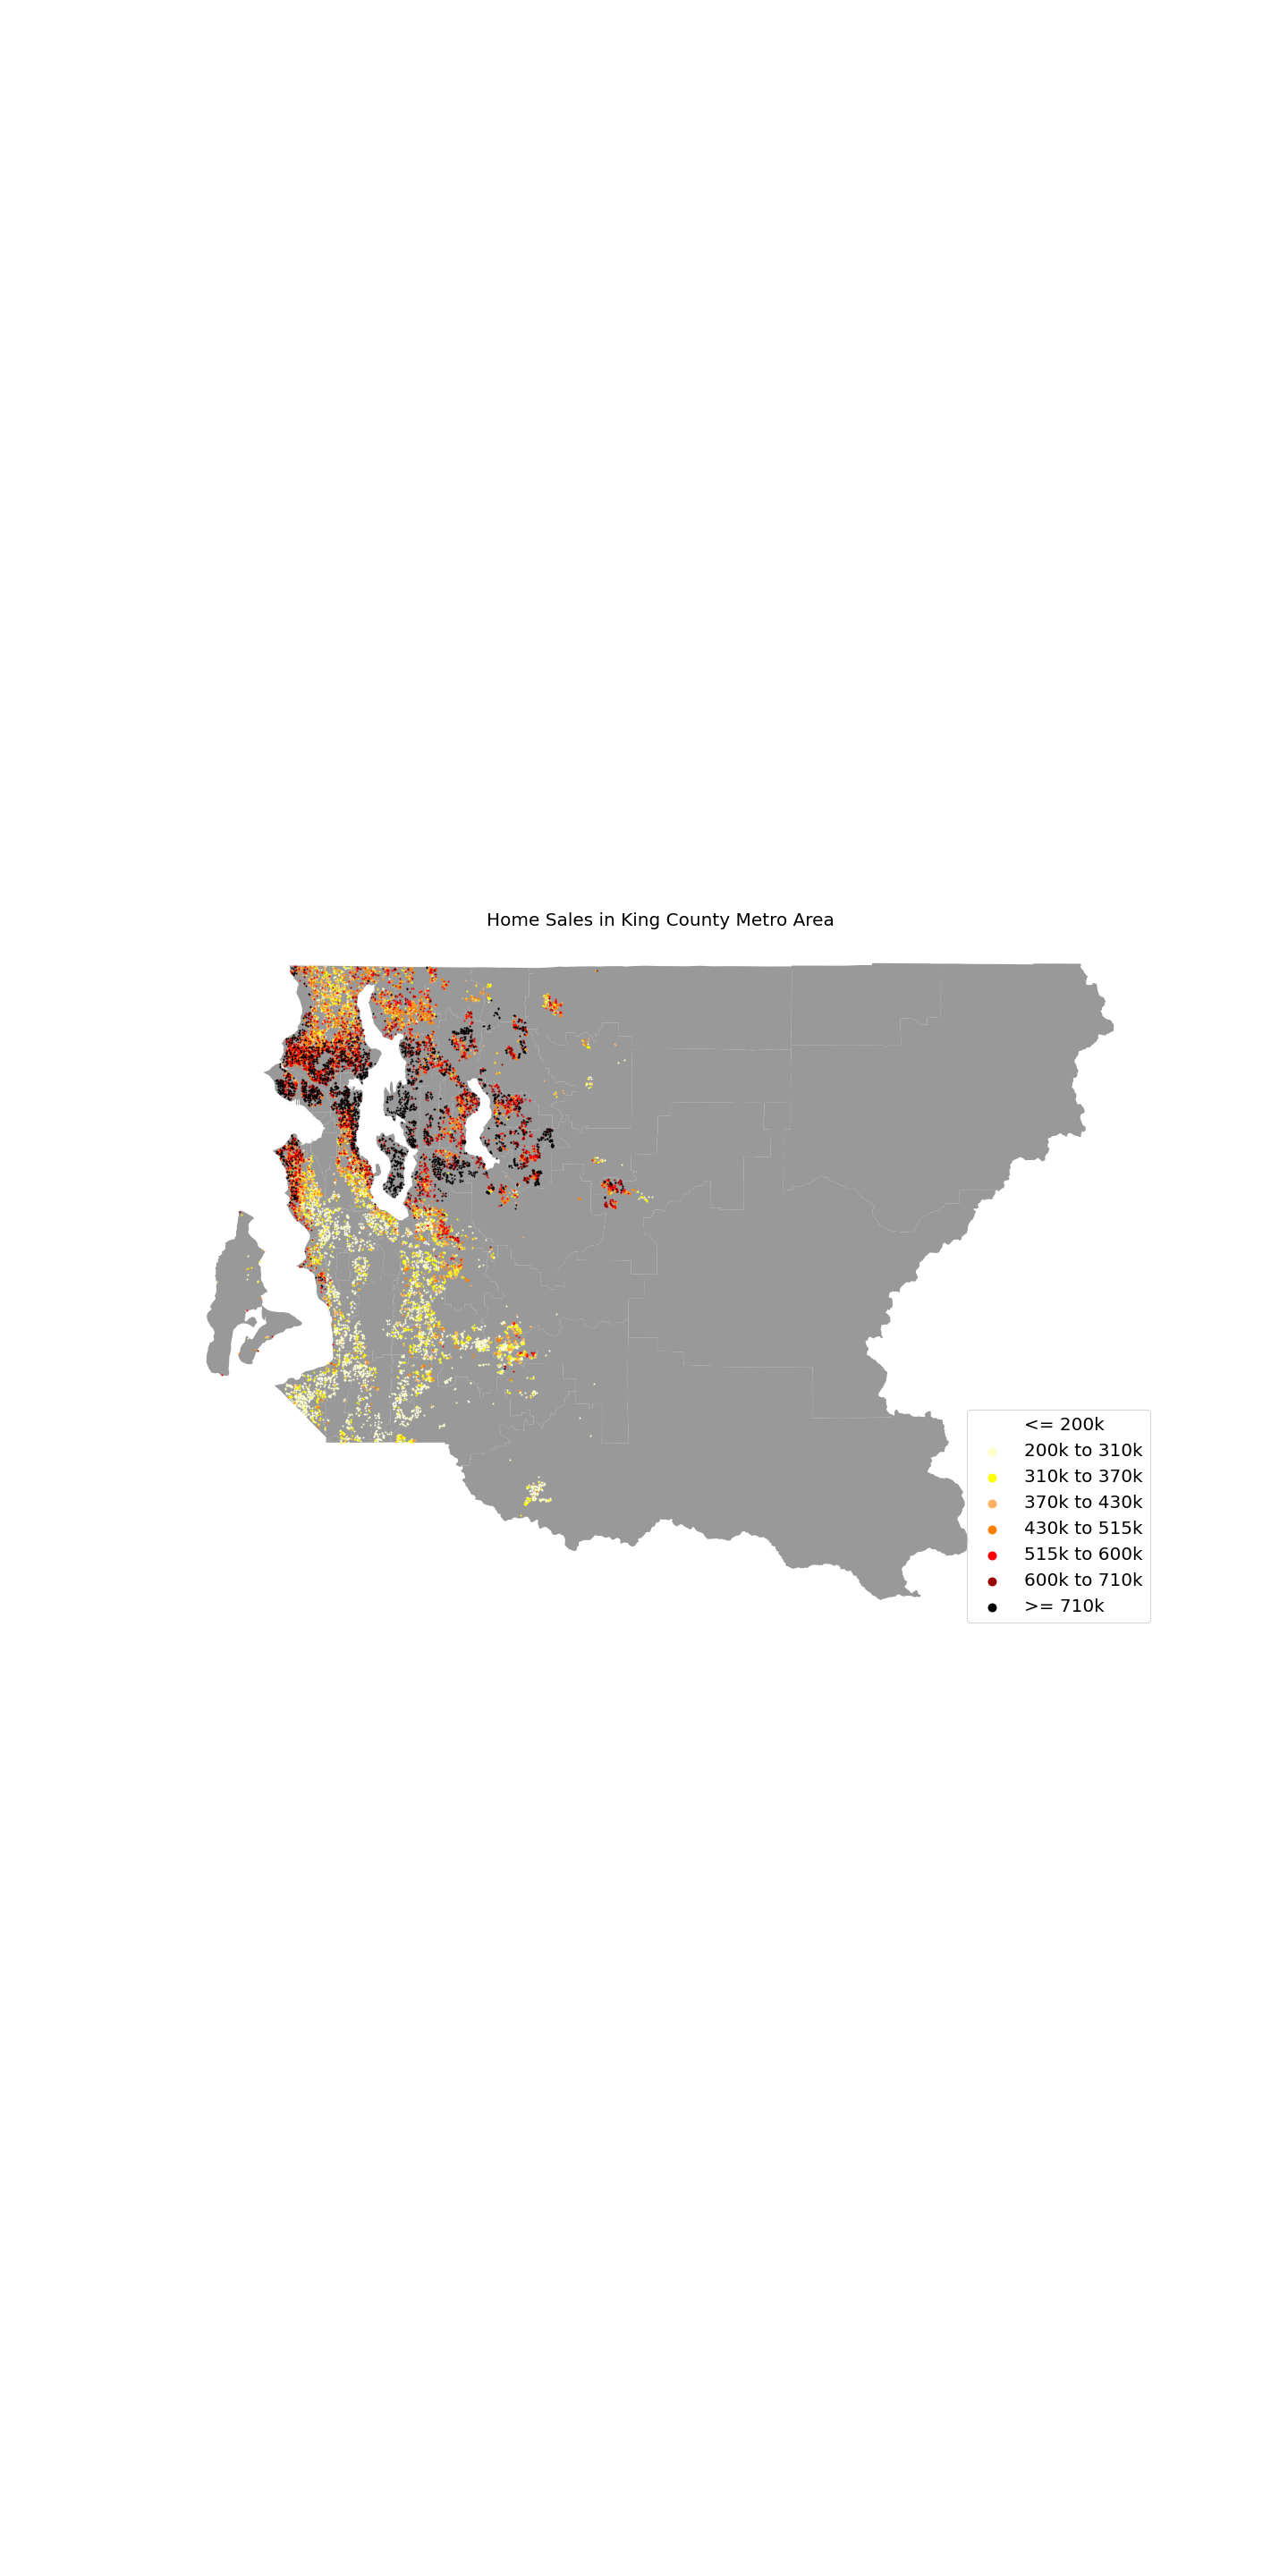 Home Sales in King County Metro Area
<= 200k
200k to 310k
310k to 370k
370k to 430k
430k to 515k
515k to 600k
600k to 710k
>= 710k